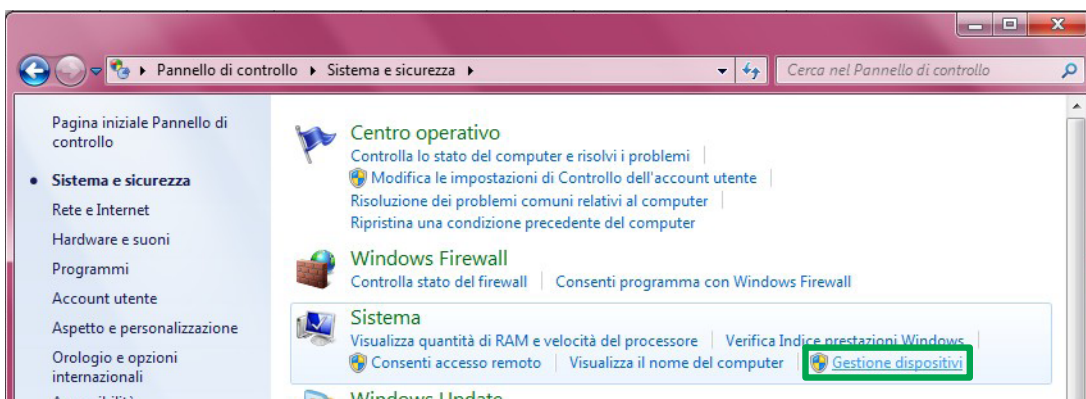 Pannello di controllo Sistema e sicurezza
Cerca nel Pannello di controllo
Pagina iniziale Pannello di
controllo
Sistema e sicurezza
Rete e Internet
Hardware e suoni
Programmi
Account utente
Aspetto e personalizzazione
Orologio e opzioni
internazionali
Centro operativo
Controlla lo stato del computer e risolvi i problemi
Modifica le impostazioni di Controllo dell'account utente
Risoluzione dei problemi comuni relativi al computer
Ripristina una condizione precedente del computer
Windows Firewall
Controlla stato del firewall Consenti programma con Windows Firewall
Sistema
Visualizza quantità di RAM e velocità del processore Verifica Indice prestazioni Windows
Consenti accesso remoto Visualizza il nome del computer Gestione dispositivi
Windows Update